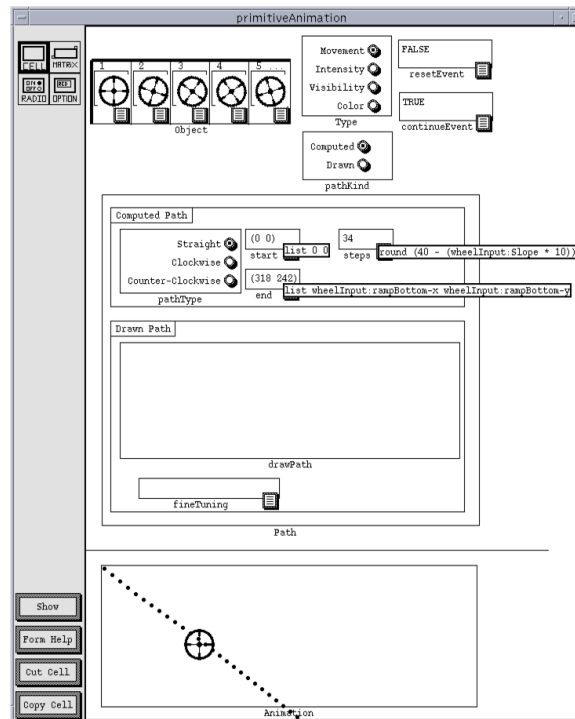 primitiveAnimation
CELL
MATRIX
RADIO
OPTION
1 2 3 4 5 ...
Object
Movement
Intensity
Visibility
Color
Type
FALSE
resetEvent
TRUE
continueEvent
Computed
Drawn
pathKind
Computed Path
Straight
Clockwise
Counter-Clockwise
pathType
(0 0)
start
list 0 0
34
steps
round (40 - (wheelInput:Slope * 10))
(318 242)
end
list wheelInput:rampBottom-x wheelInput:rampBottom-y
Drawn Path
drawPath
fineTuning
Path
Show
Form Help
Cut Cell
Copy Cell
Animation